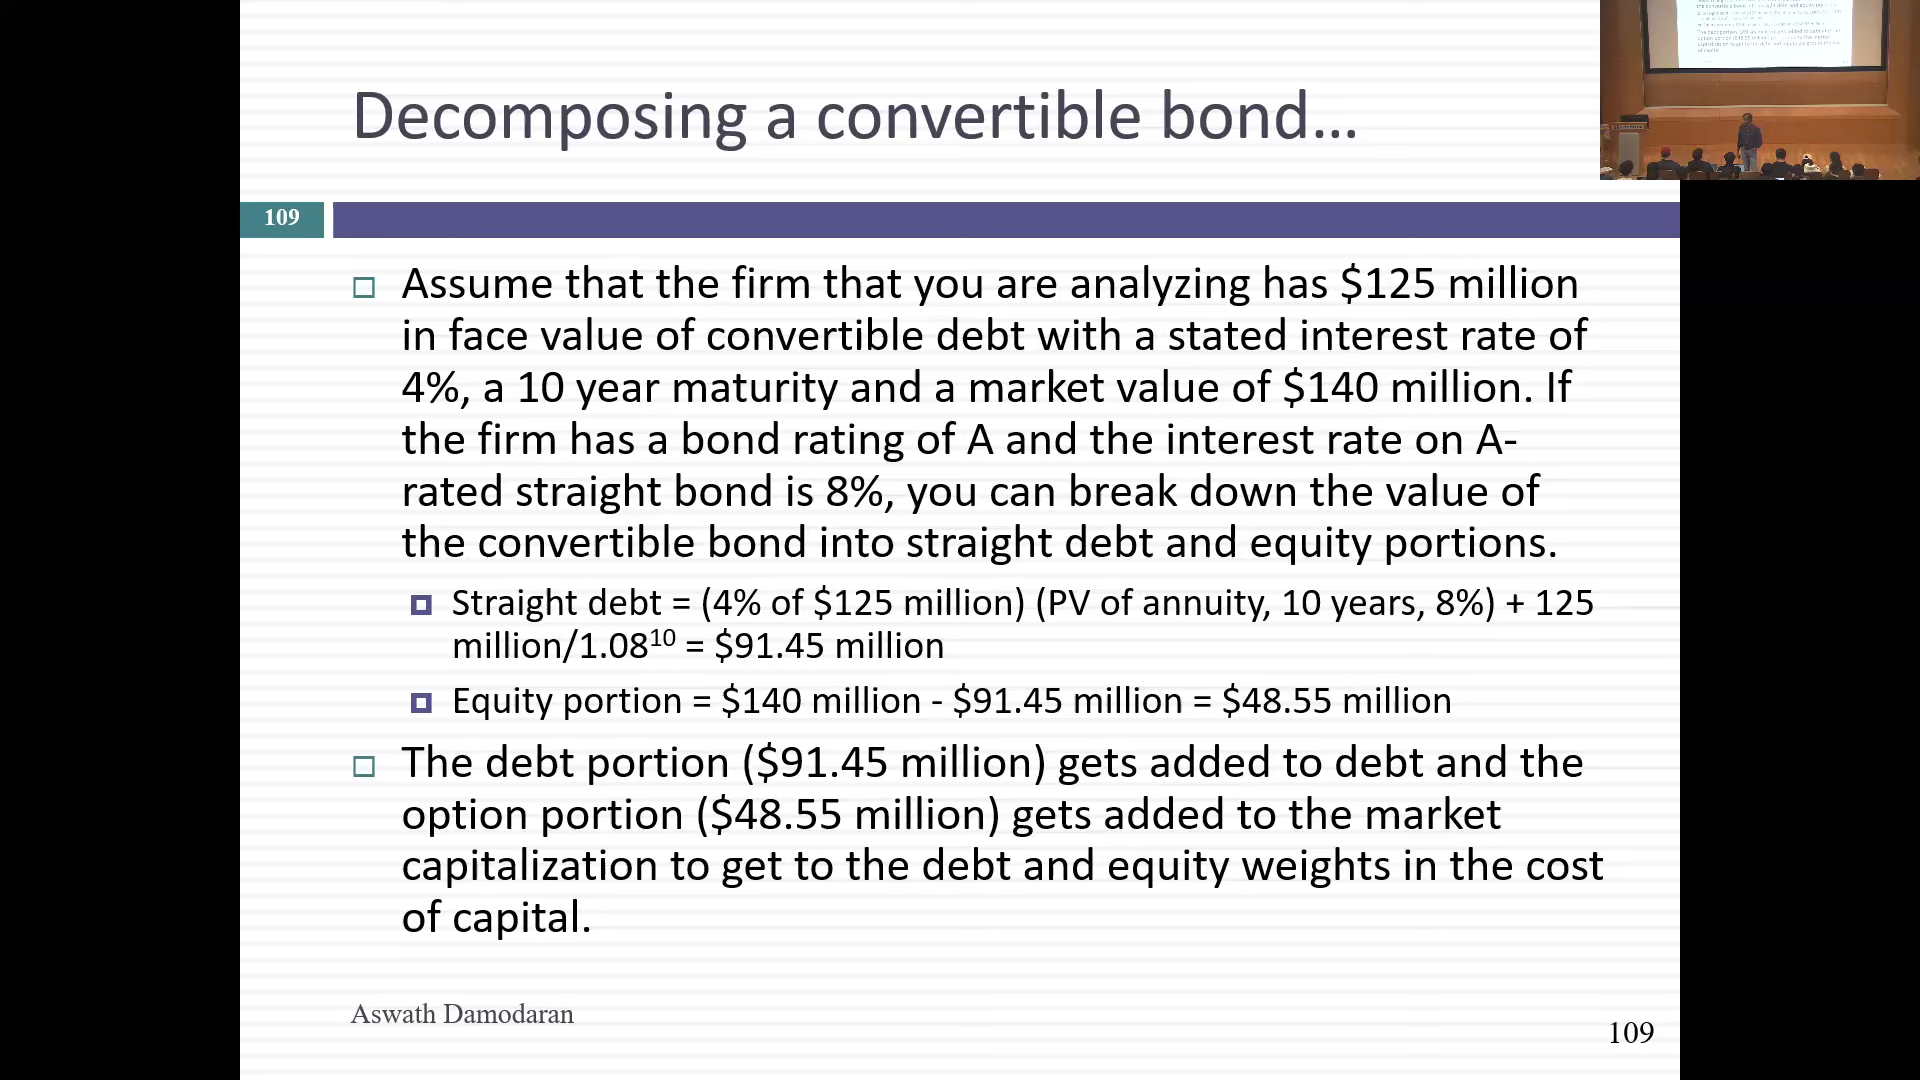 Decomposing a convertible bond...
109
Assume that the firm that you are analyzing has $125 million
in face value of convertible debt with a stated interest rate of
4%, a 10 year maturity and a market value of $140 million. If
the firm has a bond rating of A and the interest rate on A-
rated straight bond is 8%, you can break down the value of
the convertible bond into straight debt and equity portions.
Straight debt = (4% of $125 million) (PV of annuity, 10 years, 8%) + 125
million/1.08¹⁰ = $91.45 million
Equity portion = $140 million - $91.45 million = $48.55 million
The debt portion ($91.45 million) gets added to debt and the
option portion ($48.55 million) gets added to the market
capitalization to get to the debt and equity weights in the cost
of capital.
Aswath Damodaran
109